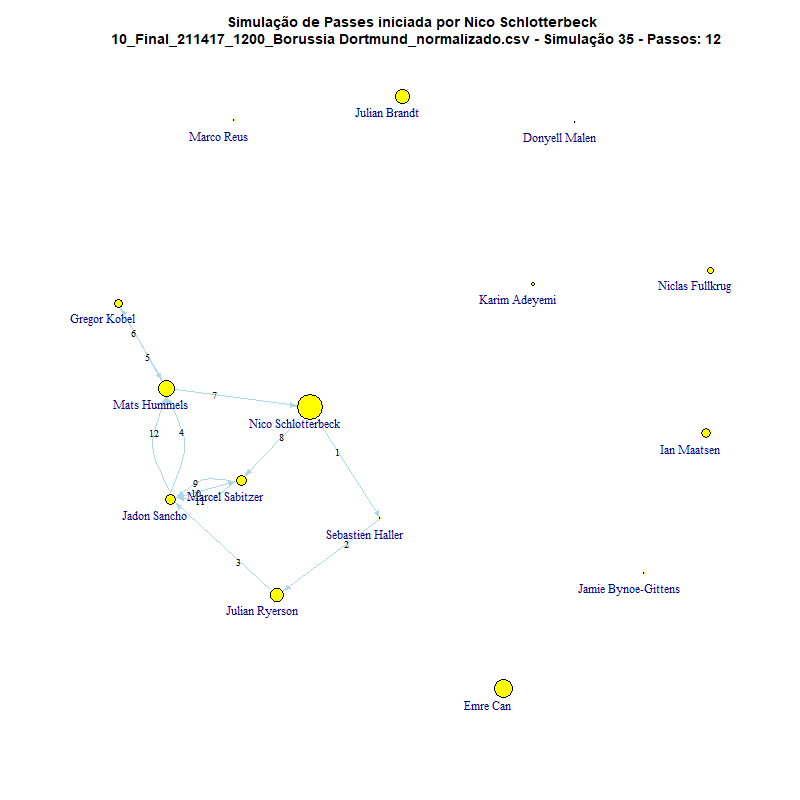 Simulação de Passes iniciada por Nico Schlotterbeck
10_Final_211417_1200_Borussia Dortmund_normalizado.csv - Simulação 35 - Passos: 12
Julian Brandt
Marco Reus
Donyell Malen
Niclas Fullkrug
Karim Adeyemi
Gregor Kobel
6
5
7
Mats Hummels
Nico Schlotterbeck
12
4
8
1
Ian Maatsen
9
10
Marcel Sabitzer
11
Jadon Sancho
Sebastien Haller
2
3
Jamie Bynoe-Gittens
Julian Ryerson
Emre Can